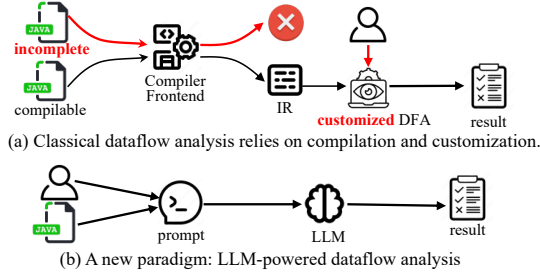 JAVA
incomplete
JAVA
compilable
Compiler
Frontend
IR
customized DFA
result
(a) Classical dataflow analysis relies on compilation and customization.
JAVA
prompt
LLM
result
(b) A new paradigm: LLM-powered dataflow analysis